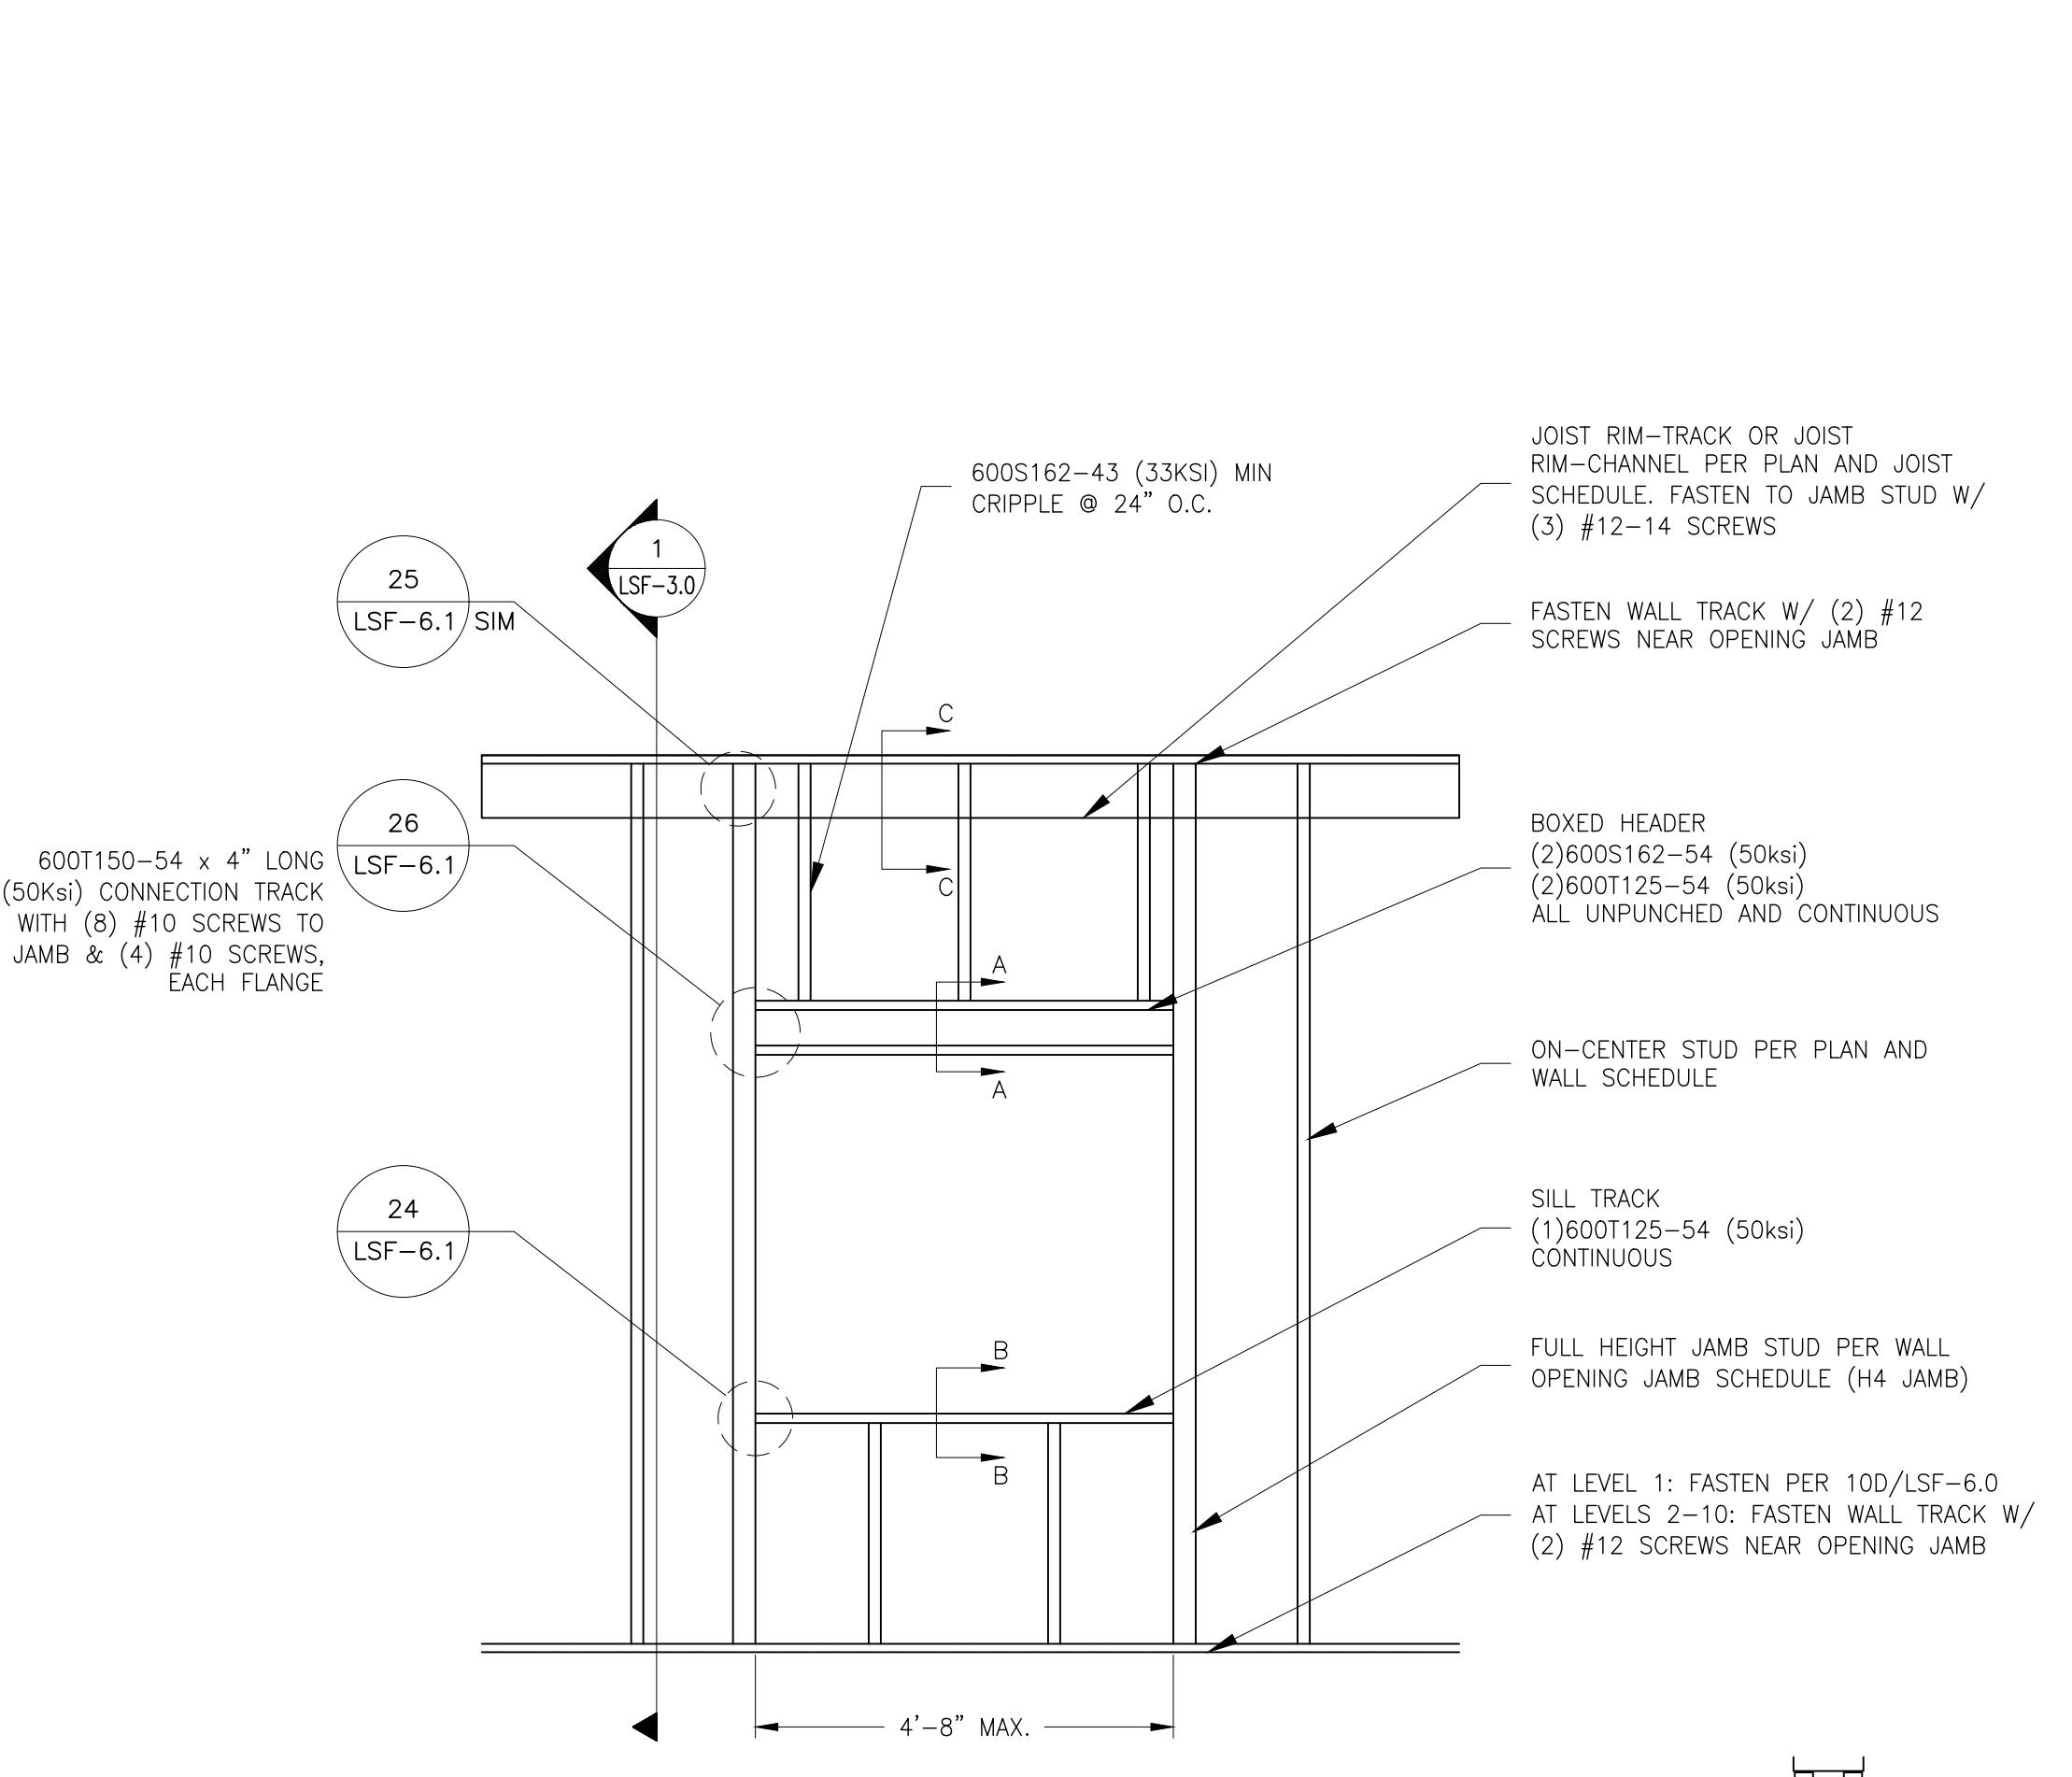 JOIST RIM-TRACK OR JOIST
RIM-CHANNEL PER PLAN AND JOIST
SCHEDULE. FASTEN TO JAMB STUD W/
(3) #12-14 SCREWS
600S162-43 (33KSI) MIN
CRIPPLE @ 24" O.C.
1
LSF-3.0
25
LSF-6.1 SIM
FASTEN WALL TRACK W/ (2) #12
SCREWS NEAR OPENING JAMB
C
C
26
LSF-6.1
600T150-54 x 4" LONG
(50Ksi) CONNECTION TRACK
WITH (8) #10 SCREWS TO
JAMB & (4) #10 SCREWS,
EACH FLANGE
BOXED HEADER
(2)600S162-54 (50ksi)
(2)600T125-54 (50ksi)
ALL UNPUNCHED AND CONTINUOUS
A
A
ON-CENTER STUD PER PLAN AND
WALL SCHEDULE
24
LSF-6.1
SILL TRACK
(1)600T125-54 (50ksi)
CONTINUOUS
B
B
FULL HEIGHT JAMB STUD PER WALL
OPENING JAMB SCHEDULE (H4 JAMB)
AT LEVEL 1: FASTEN PER 10D/LSF-6.0
AT LEVELS 2-10: FASTEN WALL TRACK W/
(2) #12 SCREWS NEAR OPENING JAMB
4'-8" MAX.